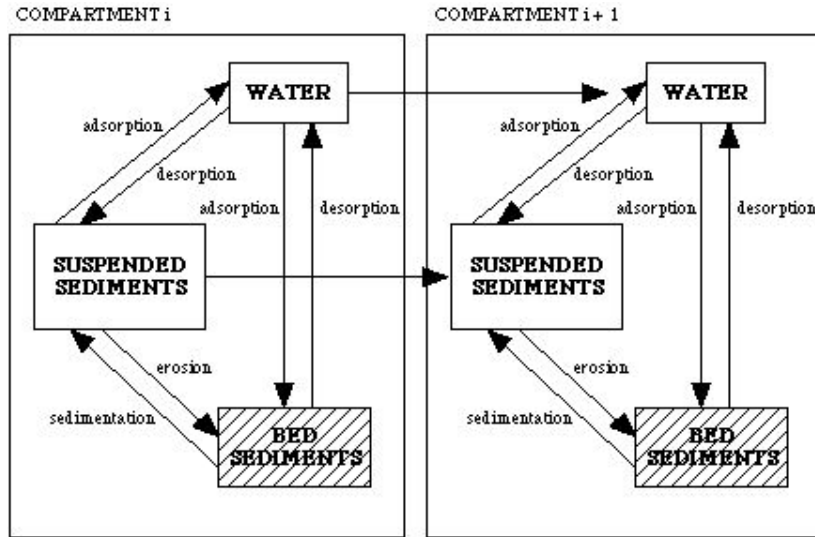 COMPARTMENT i
COMPARTMENT i + 1
WATER
adsorption
desorption
adsorption
desorption
SUSPENDED
SEDIMENTS
erosion
sedimentation
BED
SEDIMENTS
WATER
adsorption
desorption
adsorption
desorption
SUSPENDED
SEDIMENTS
erosion
sedimentation
BED
SEDIMENTS